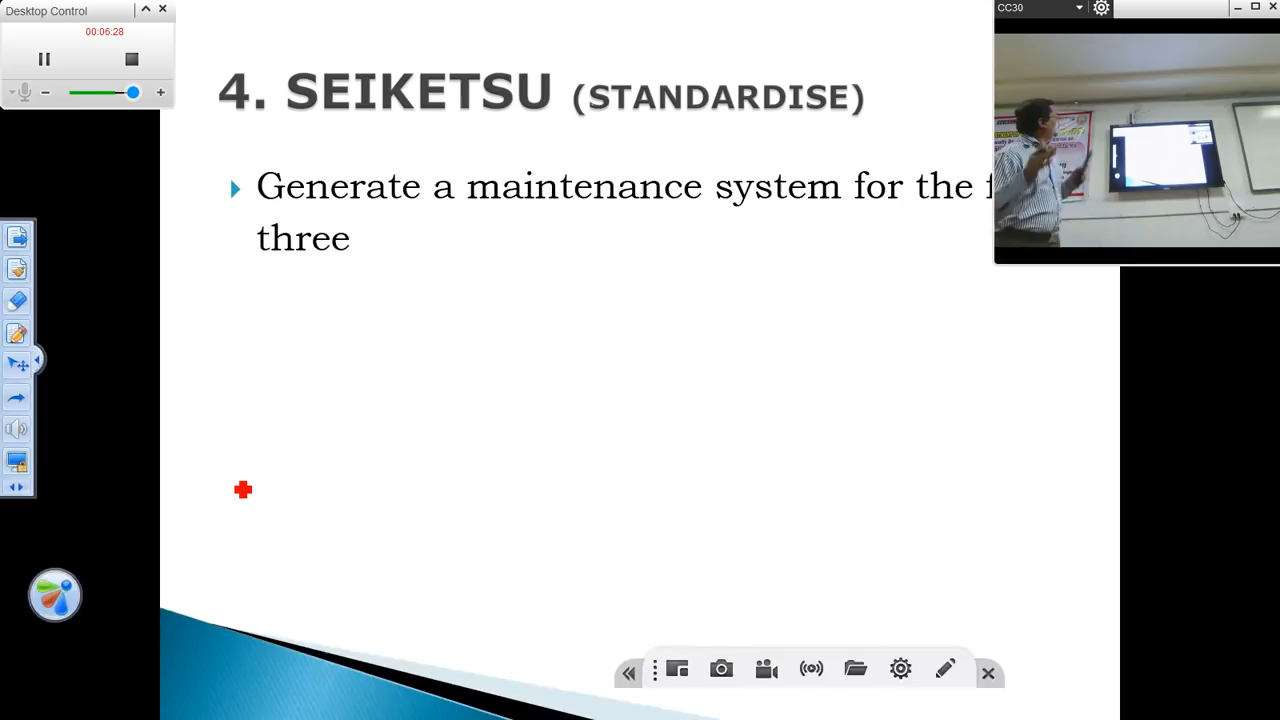 Desktop Control
00:06:28
CC30
4. SEIKETSU (STANDARDISE)
Generate a maintenance system for the
three